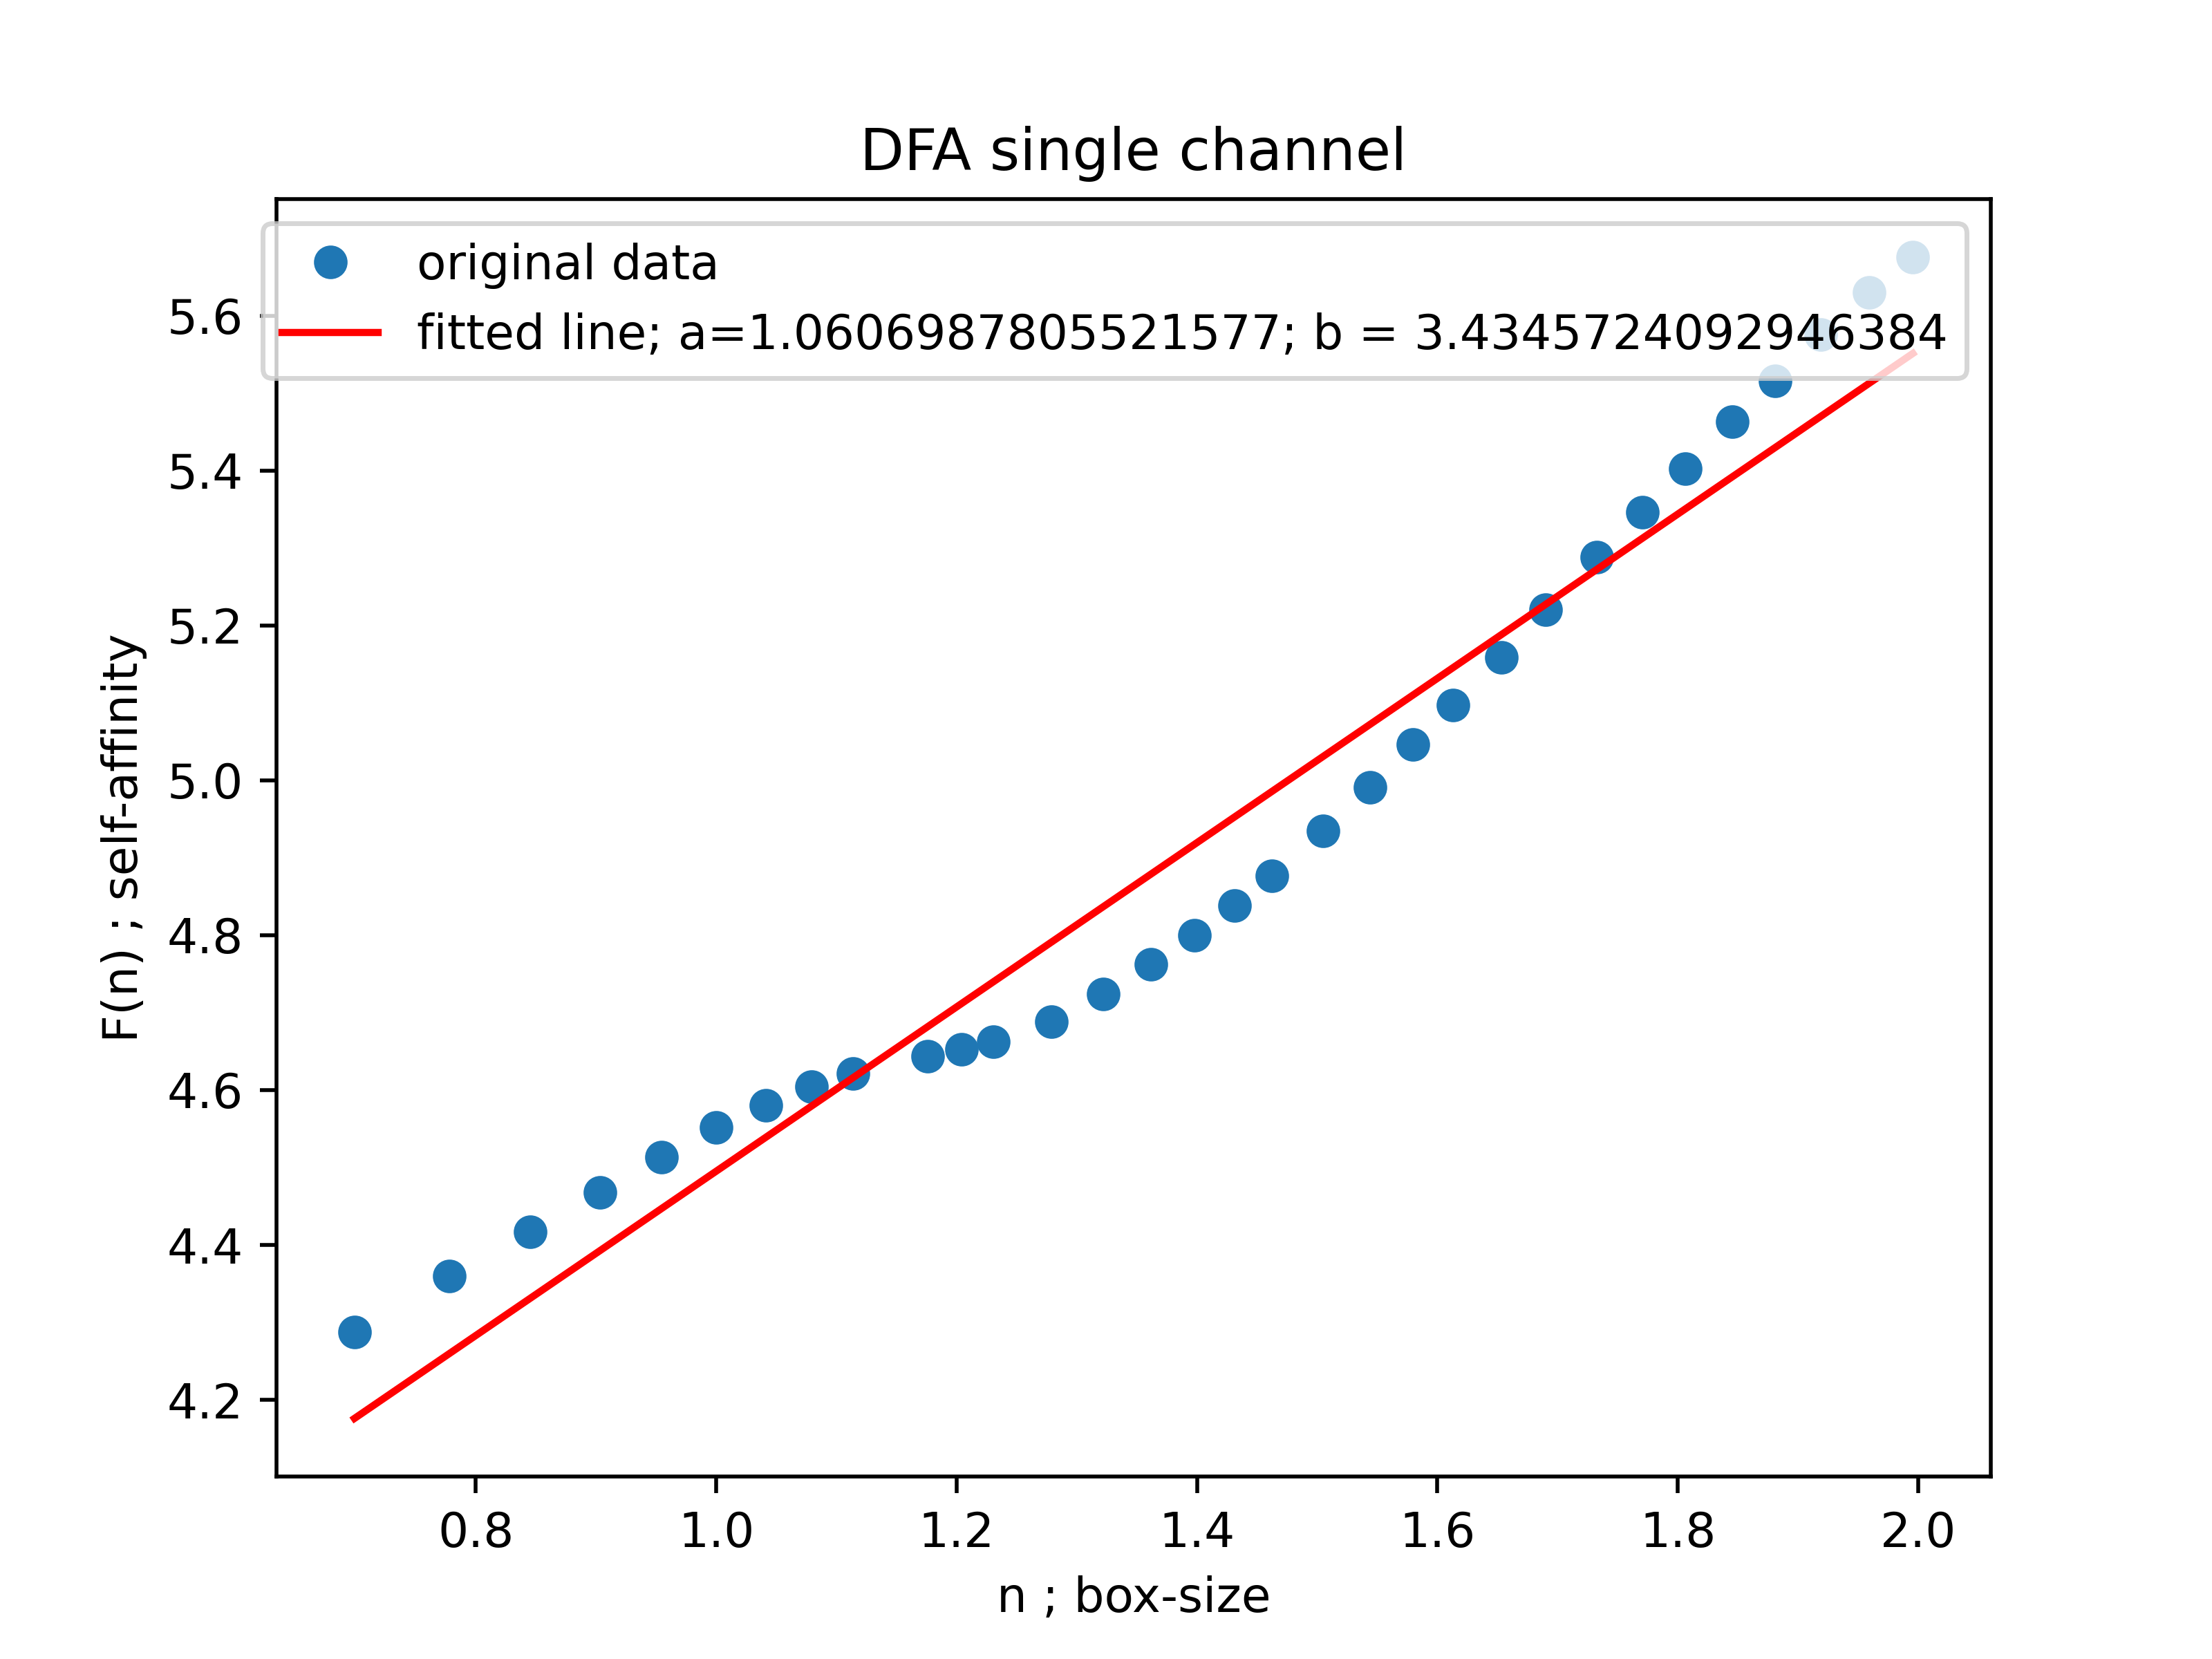 DFA single channel
original data
fitted line; a=1.0606987805521577; b = 3.4345724092946384
5.6
5.4
5.2
5.0
4.8
4.6
4.4
4.2
F(n) ; self-affinity
0.8 1.0 1.2 1.4 1.6 1.8 2.0
n ; box-size